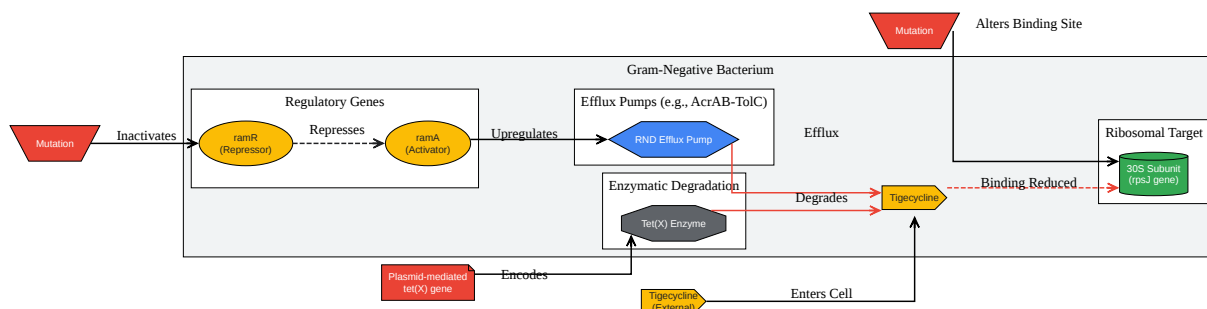 Mutation
Alters Binding Site
Gram-Negative Bacterium
Regulatory Genes
Efflux Pumps (e.g., AcrAB-TolC)
Mutation
Inactivates
ramR
(Repressor)
Represses
ramA
(Activator)
Upregulates
RND Efflux Pump
Efflux
Ribosomal Target
30S Subunit
(rpsJ gene)
Enzymatic Degradation
Tet(X) Enzyme
Degrades
Tigecycline
Binding Reduced
Plasmid-mediated
tet(X) gene
Encodes
Tigecycline
(External)
Enters Cell